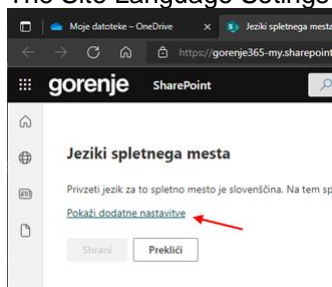 The Site Language Setings
Moje datoteke – OneDrive
Jeziki spletnega mesta
https://gorenje365-my.sharepoint
gorenje SharePoint
Jeziki spletnega mesta
Privzeti jezik za to spletno mesto je slovenščina. Na tem sp
Pokaži dodatne nastavitve
Shrani Prekliči